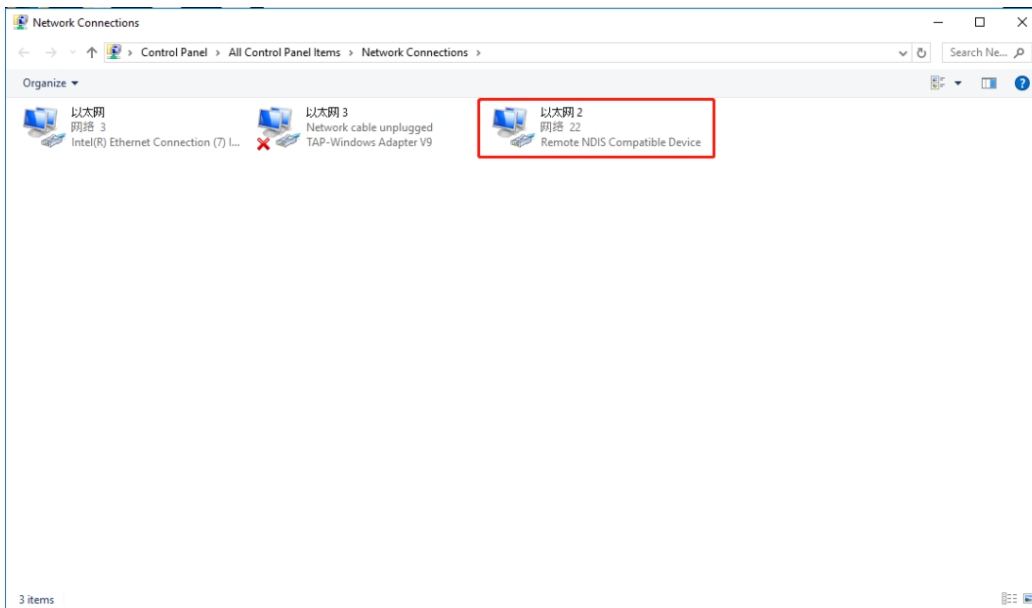 Network Connections
Control Panel > All Control Panel Items > Network Connections >
Search Ne...
Organize
以太网
网络 3
Intel(R) Ethernet Connection (7) I...
以太网 3
Network cable unplugged
TAP-Windows Adapter V9
以太网 2
网络 22
Remote NDIS Compatible Device
3 items